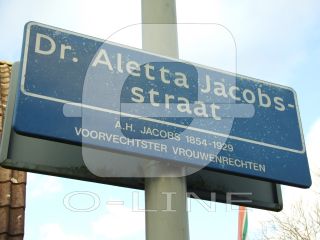 Dr. Aletta Jacobs-
straat
A.H. JACOBS 1854-1929
VOORVECHTSTER VROUWENRECHTEN
e
O-LINE